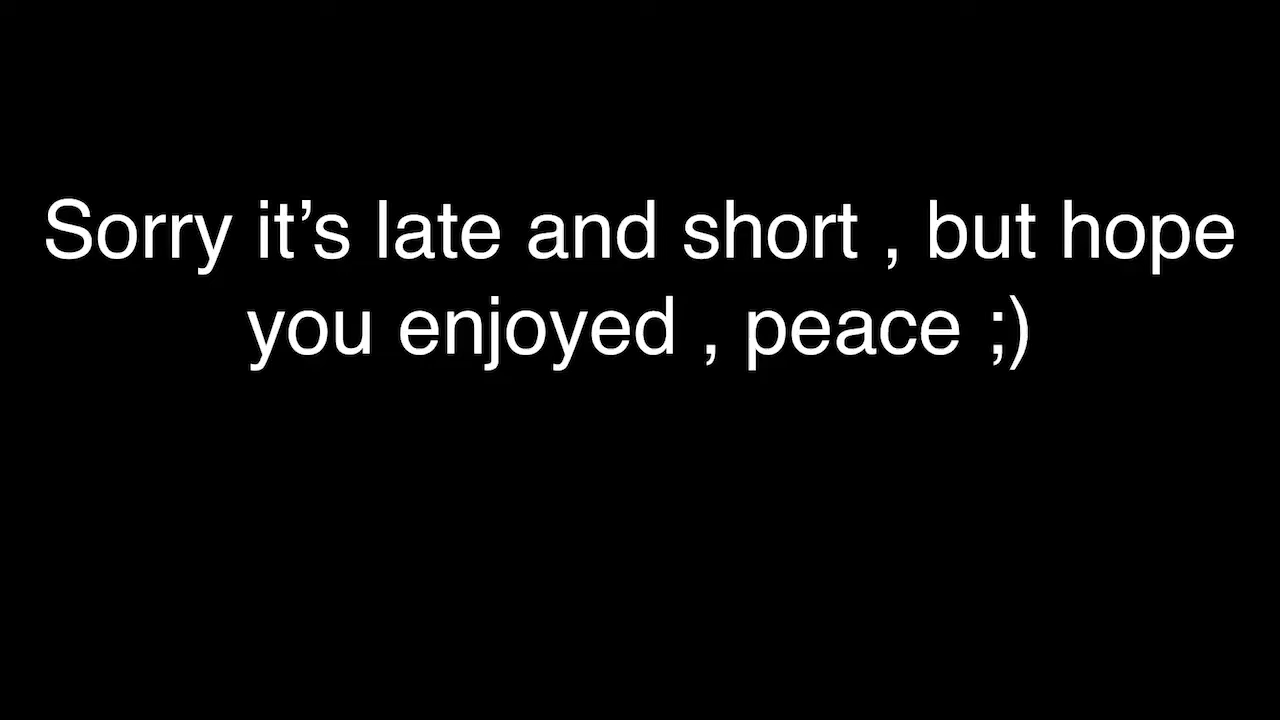 Sorry it’s late and short , but hope
you enjoyed , peace ;)